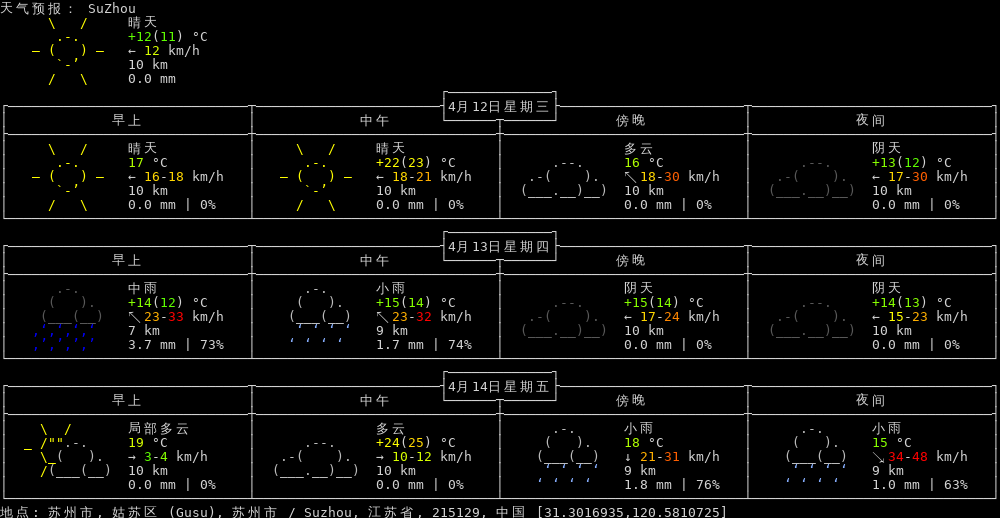 天气预报: SuZhou
晴天
+12(11) °C
← 12 km/h
10 km
0.0 mm
4月12日星期三
早上 中午 傍晚 夜间
晴天 晴天 多云 阴天
17 °C +22(23) °C 16 °C +13(12) °C
← 16-18 km/h ← 18-21 km/h ↖ 18-30 km/h ← 17-30 km/h
10 km 10 km 10 km 10 km
0.0 mm | 0% 0.0 mm | 0% 0.0 mm | 0% 0.0 mm | 0%
4月13日星期四
早上 中午 傍晚 夜间
中雨 小雨 阴天 阴天
+14(12) °C +15(14) °C +15(14) °C +14(13) °C
↖ 23-33 km/h ↖ 23-32 km/h ← 17-24 km/h ← 15-23 km/h
7 km 9 km 10 km 10 km
3.7 mm | 73% 1.7 mm | 74% 0.0 mm | 0% 0.0 mm | 0%
4月14日星期五
早上 中午 傍晚 夜间
局部多云 多云 小雨 小雨
19 °C +24(25) °C 18 °C 15 °C
→ 3-4 km/h → 10-12 km/h ↓ 21-31 km/h ↘ 34-48 km/h
10 km 10 km 9 km 9 km
0.0 mm | 0% 0.0 mm | 0% 1.8 mm | 76% 1.0 mm | 63%
地点: 苏州市, 姑苏区 (Gusu), 苏州市 / Suzhou, 江苏省, 215129, 中国 [31.3016935,120.5810725]